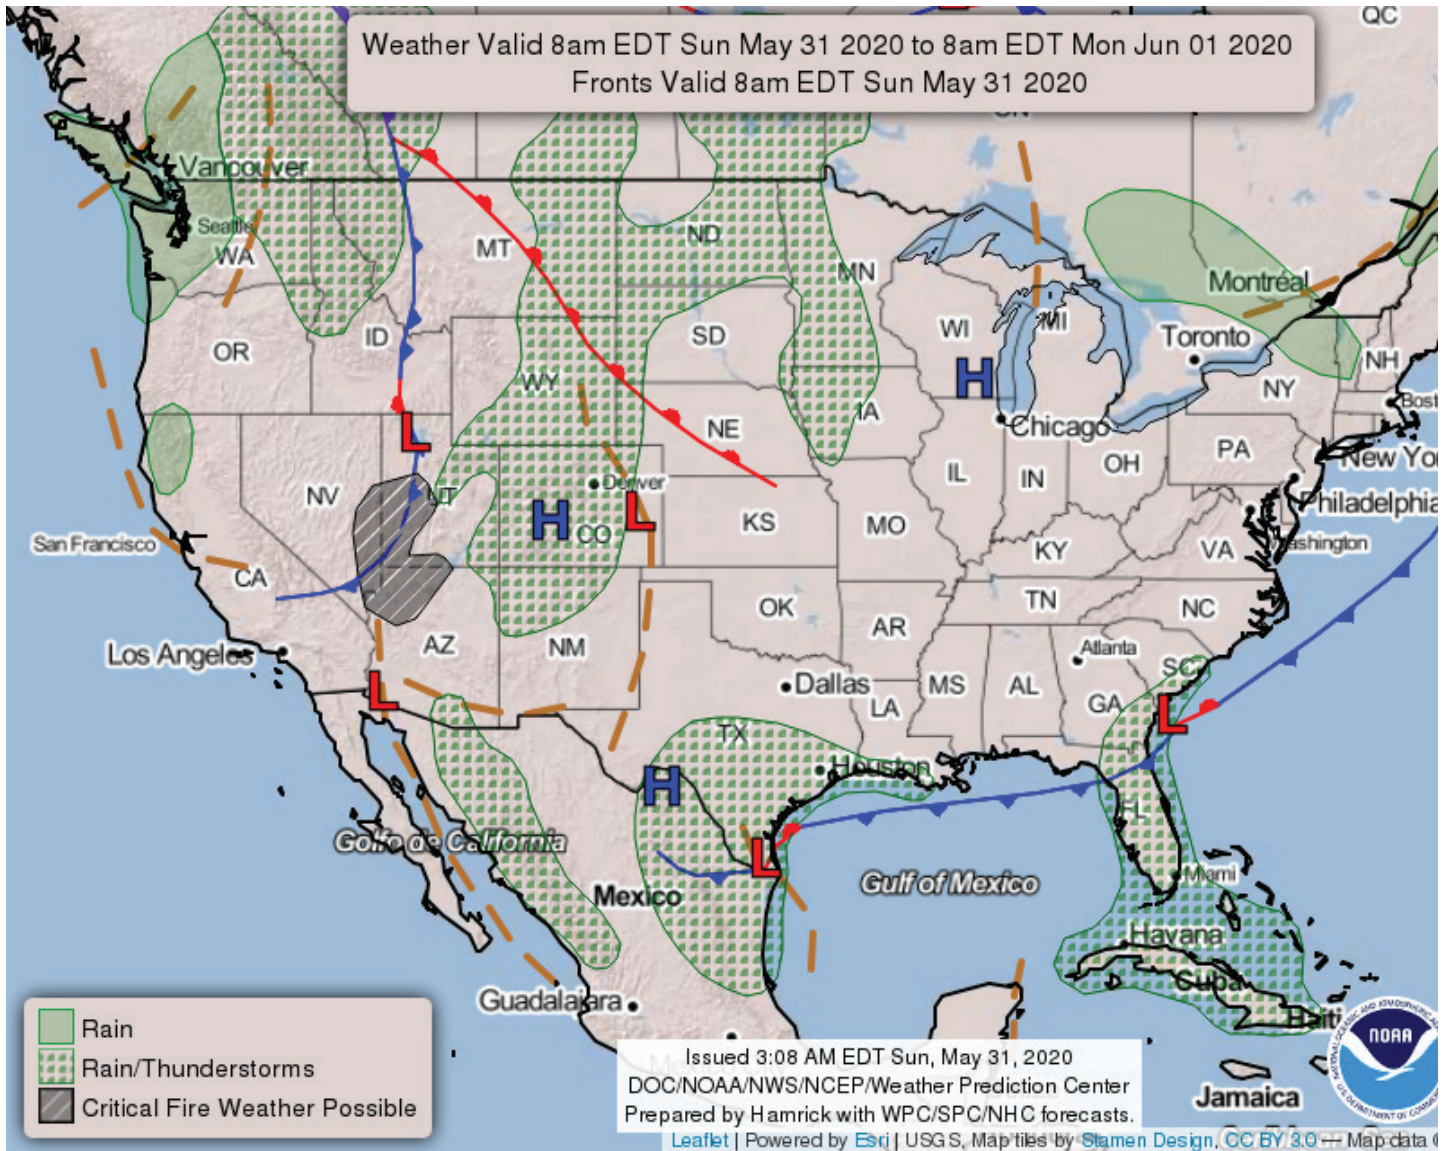 QC
Weather Valid 8am EDT Sun May 31 2020 to 8am EDT Mon Jun 01 2020
Fronts Valid 8am EDT Sun May 31 2020
ON
Vancouver
Seattle
WA
MT
ND
MN
Montréal
OR
ID
WY
SD
WI
MI
Toronto
NH
NY
H
IA
Bost
L
NE
Chicago
PA
New Yo
NV
UT
Denver
IL
IN
OH
Philadelphia
H
CO
L
KS
MO
KY
VA
Washington
San Francisco
CA
OK
TN
NC
Los Angeles
AZ
NM
AR
Atlanta
SC
L
Dallas
LA
MS
AL
GA
L
TX
Houston
H
FL
Golfo de California
L
Gulf of Mexico
Miami
Mexico
Havana
Cuba
Guadalajara
Haiti
NOAA
Rain
Rain/Thunderstorms
Critical Fire Weather Possible
Issued 3:08 AM EDT Sun, May 31, 2020
DOC/NOAA/NWS/NCEP/Weather Prediction Center
Prepared by Hamrick with WPC/SPC/NHC forecasts.
Jamaica
Leaflet | Powered by Esri | USGS, Map tiles by Stamen Design, CC BY 3.0 — Map data ©